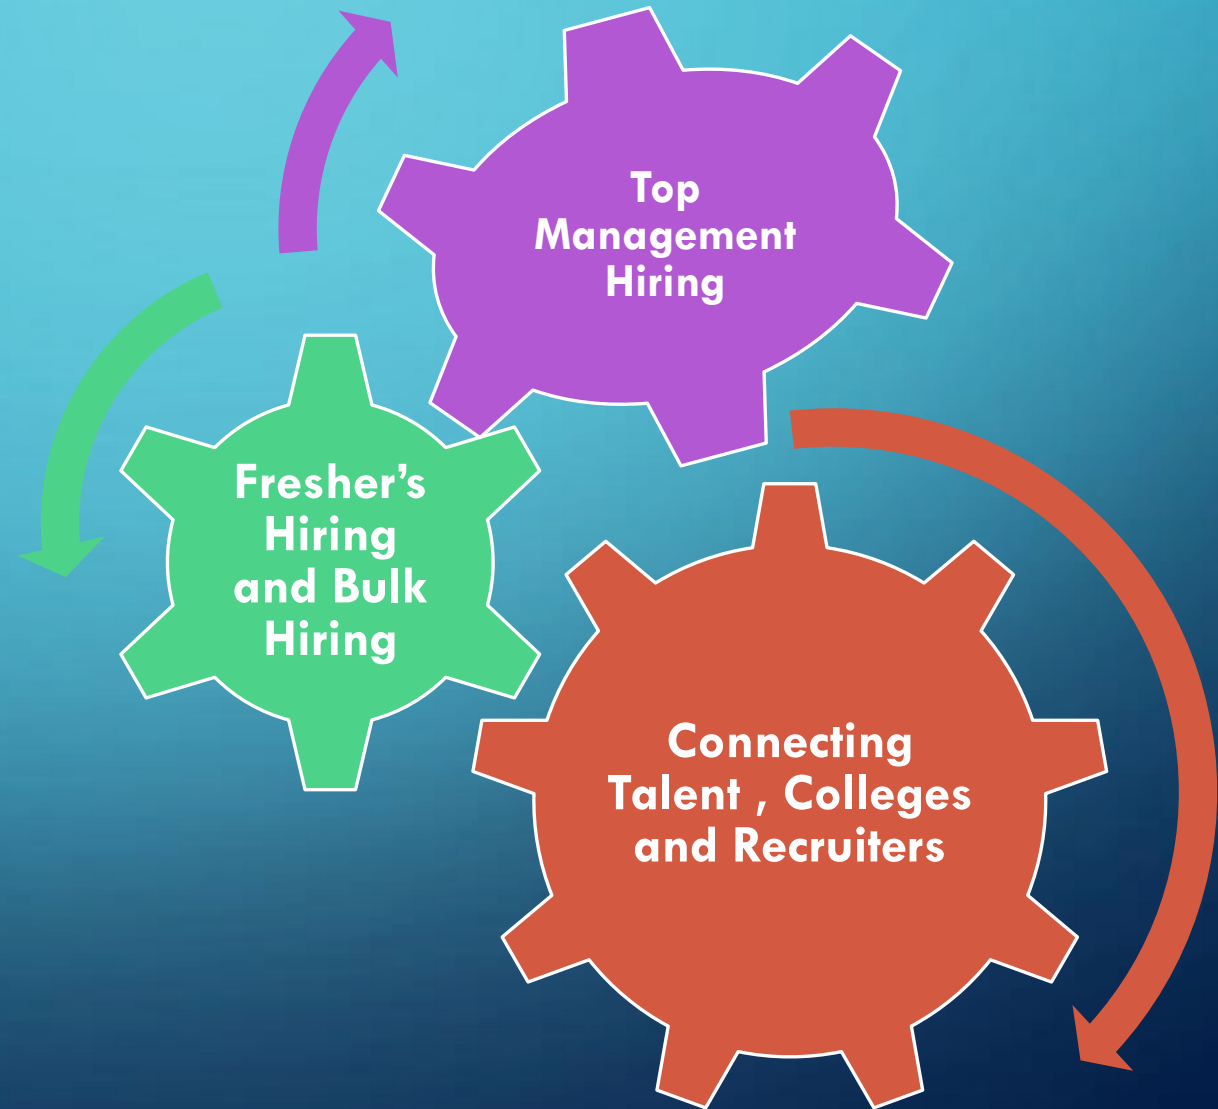 Top
Management
Hiring
Fresher’s
Hiring
and Bulk
Hiring
Connecting
Talent , Colleges
and Recruiters